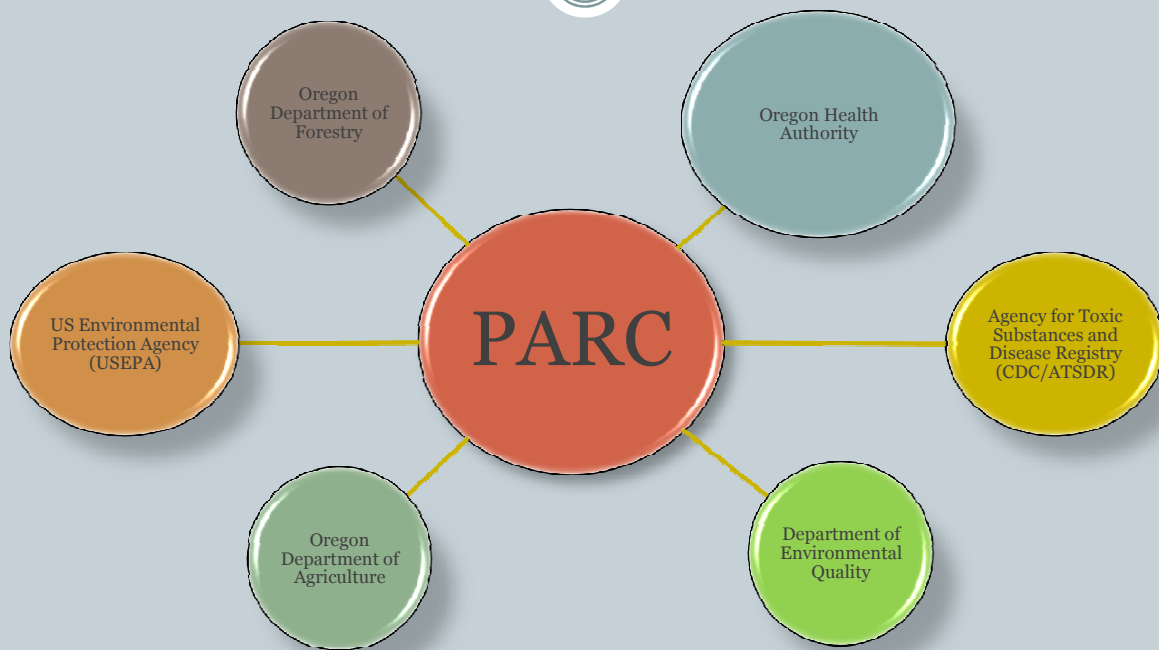 Oregon
Department of
Forestry
Oregon Health
Authority
PARC
US Environmental
Protection Agency
(USEPA)
Agency for Toxic
Substances and
Disease Registry
(CDC/ATSDR)
Oregon
Department of
Agriculture
Department of
Environmental
Quality